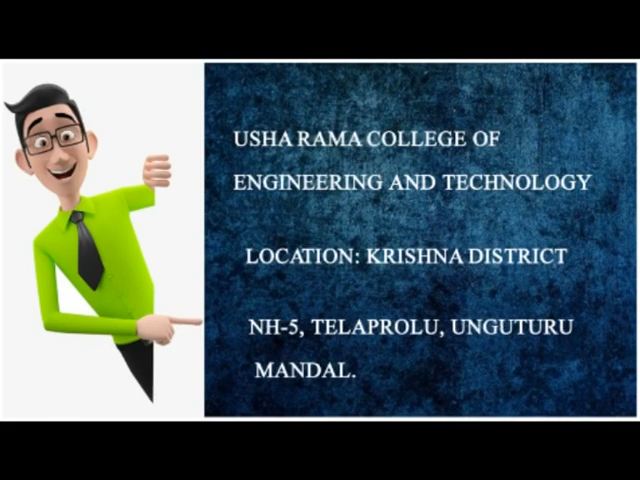 USHA RAMA COLLEGE OF
ENGINEERING AND TECHNOLOGY
LOCATION: KRISHNA DISTRICT
NH-5, TELAPROLU, UNGUTURU
MANDAL.